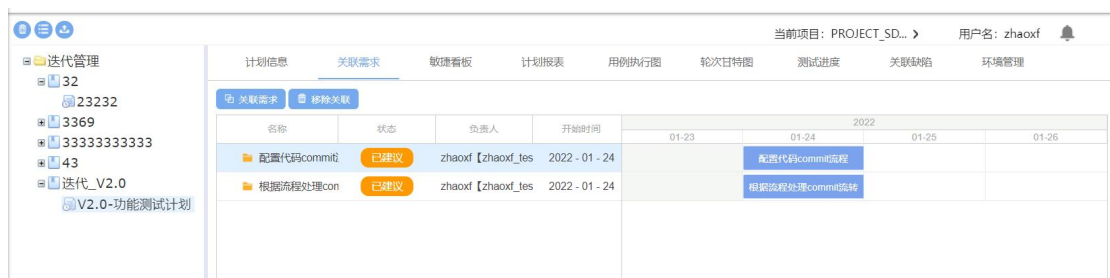 当前项目：PROJECT_SD... >
用户名：zhaoxf
迭代管理
32
23232
3369
33333333333
43
迭代_V2.0
V2.0-功能测试计划
计划信息 关联需求 敏捷看板 计划报表 用例执行图 轮次甘特图 测试进度 关联缺陷 环境管理
关联需求 移除关联
名称 状态 负责人 开始时间 2022
01-23 01-24 01-25 01-26
配置代码commit 已建议 zhaoxf【zhaoxf_tes 2022 - 01 - 24 配置代码commit流程
根据流程处理con 已建议 zhaoxf【zhaoxf_tes 2022 - 01 - 24 根据流程处理commit流转